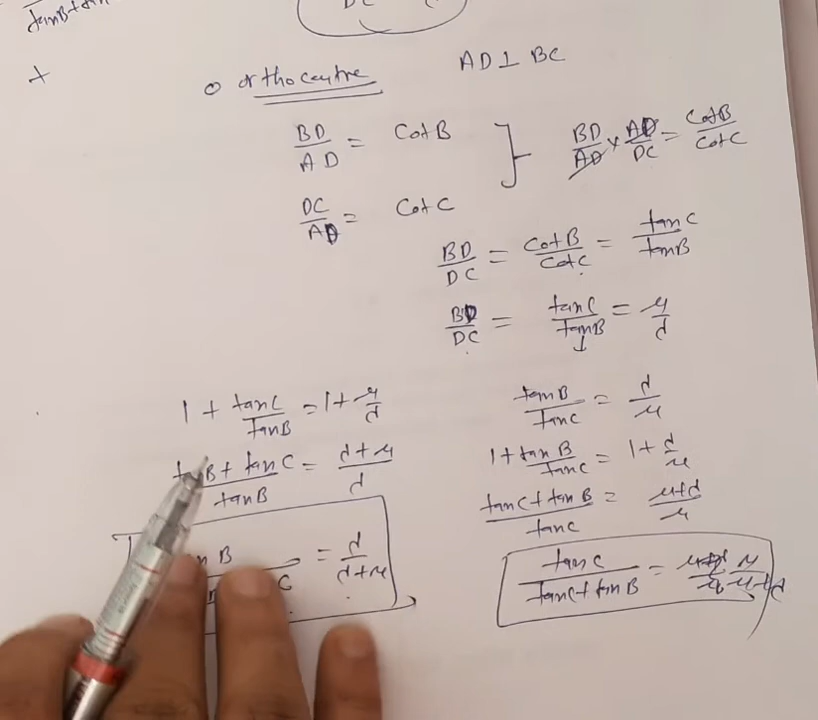 tanB+tan
DC
o orthocentre AD⊥ BC
BD/AD = CotB } BD/AD × AD/DC = CotB/CotC
DC/AD = CotC
BD/DC = CotB/CotC = tanC/tanB
BD/DC = tanC/tanB = μ/λ
1 + tanC/tanB = 1 + μ/λ
tanB/tanC = λ/μ
B + tanC/tanB = λ+μ/λ
1 + tanB/tanC = 1 + λ/μ
tanC + tanB/tanC = μ+λ/μ
B / C = λ/λ+μ
tanC/tanC + tanB = μ/μ+λ